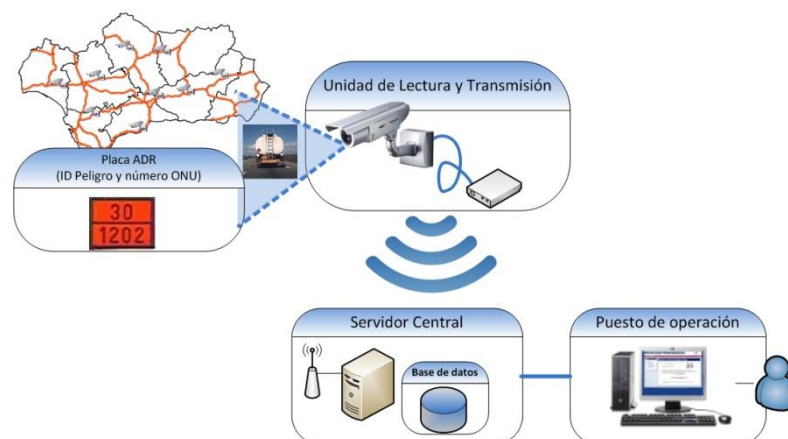 Unidad de Lectura y Transmisión
Placa ADR
(ID Peligro y número ONU)
30
1202
Servidor Central
Base de datos
Puesto de operación